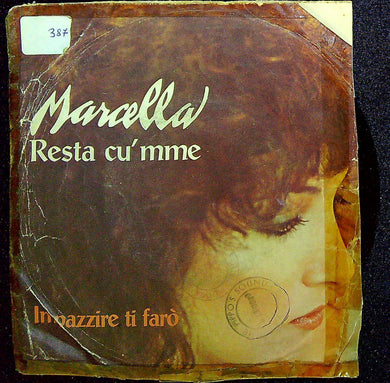 387
Marcella
Resta cu'mme
Impazzire ti farò